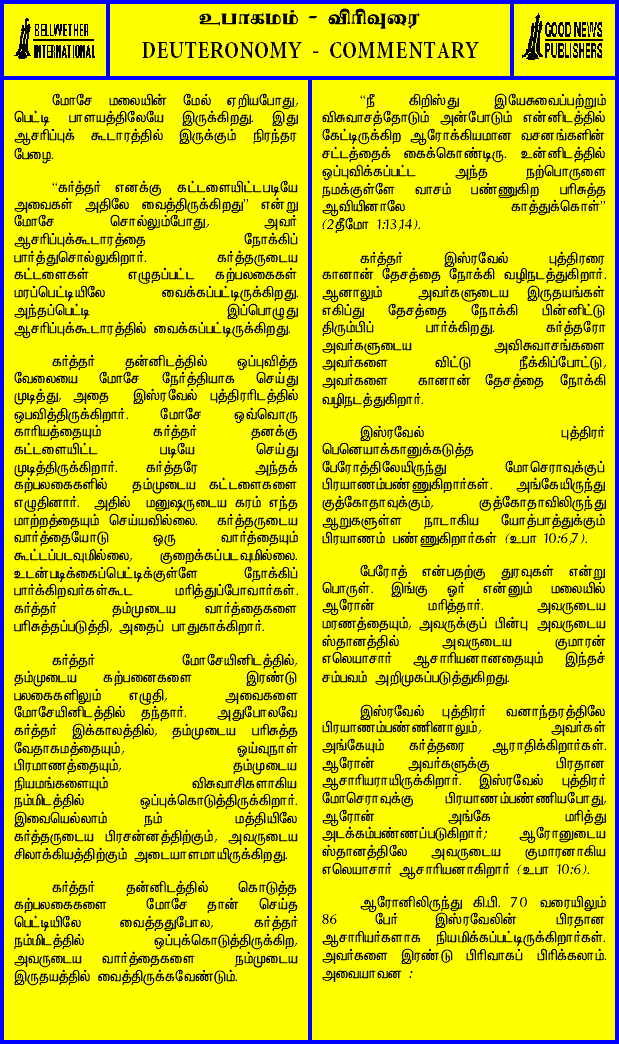 BELLWETHER
INTERNATIONAL
உபாகமம் - விரிவுரை
DEUTERONOMY - COMMENTARY
GOOD NEWS
PUBLISHERS
மோசே மலையின் மேல் ஏறியபோது,
பெட்டி பாளயத்திலேயே இருக்கிறது. இது
ஆசரிப்புக் கூடாரத்தில் இருக்கும் நிரந்தர
பேழை.
“கர்த்தர் எனக்கு கட்டளையிட்டபடியே
அவைகள் அதிலே வைத்திருக்கிறது” என்று
மோசே சொல்லும்போது, அவர்
ஆசரிப்புக்கூடாரத்தை நோக்கிப்
பார்த்துசொல்லுகிறார். கர்த்தருடைய
கட்டளைகள் எழுதப்பட்ட கற்பலகைகள்
மரப்பெட்டியிலே வைக்கப்பட்டிருக்கிறது.
அந்தப்பெட்டி இப்பொழுது
ஆசரிப்புக்கூடாரத்தில் வைக்கப்பட்டிருக்கிறது.
கர்த்தர் தன்னிடத்தில் ஒப்புவித்த
வேலையை மோசே நேர்த்தியாக செய்து
முடித்து, அதை இஸ்ரவேல் புத்திரரிடத்தில்
ஒபவித்திருக்கிறார். மோசே ஒவ்வொரு
காரியத்தையும் கர்த்தர் தனக்கு
கட்டளையிட்ட படியே செய்து
முடித்திருக்கிறார். கர்த்தரே அந்தக்
கற்பலகைகளில் தம்முடைய கட்டளைகளை
எழுதினார். அதில் மனுஷருடைய கரம் எந்த
மாற்றத்தையும் செய்யவில்லை. கர்த்தருடைய
வார்த்தையோடு ஒரு வார்த்தையும்
கூட்டப்படவுமில்லை, குறைக்கப்படவுமில்லை.
உடன்படிக்கைப்பெட்டிக்குள்ளே நோக்கிப்
பார்க்கிறவர்கள்கூட மரித்துப்போவார்கள்.
கர்த்தர் தம்முடைய வார்த்தைகளை
பரிசுத்தப்படுத்தி, அதைப் பாதுகாக்கிறார்.
கர்த்தர் மோசேயினிடத்தில்,
தம்முடைய கற்பனைகளை இரண்டு
பலகைகளிலும் எழுதி, அவைகளை
மோசேயினிடத்தில் தந்தார். அதுபோலவே
கர்த்தர் இக்காலத்தில், தம்முடைய பரிசுத்த
வேதாகமத்தையும், ஓய்வுநாள்
பிரமாணத்தையும், தம்முடைய
நியமங்களையும் விசுவாசிகளாகிய
நம்மிடத்தில் ஒப்புக்கொடுத்திருக்கிறார்.
இவையெல்லாம் நம் மத்தியிலே
கர்த்தருடைய பிரசன்னத்திற்கும், அவருடைய
சிலாக்கியத்திற்கும் அடையாளமாயிருக்கிறது.
கர்த்தர் தன்னிடத்தில் கொடுத்த
கற்பலகைகளை மோசே தான் செய்த
பெட்டியிலே வைத்ததுபோல, கர்த்தர்
நம்மிடத்தில் ஒப்புக்கொடுத்திருக்கிற,
அவருடைய வார்த்தைகளை நம்முடைய
இருதயத்தில் வைத்திருக்கவேண்டும்.
“நீ கிறிஸ்து இயேசுவைப்பற்றும்
விசுவாசத்தோடும் அன்போடும் என்னிடத்தில்
கேட்டிருக்கிற ஆரோக்கியமான வசனங்களின்
சட்டத்தைக் கைக்கொண்டிரு. உன்னிடத்தில்
ஒப்புவிக்கப்பட்ட அந்த நற்பொருளை
நமக்குள்ளே வாசம் பண்ணுகிற பரிசுத்த
ஆவியினாலே காத்துக்கொள்”
(2தீமோ 1:13,14).
கர்த்தர் இஸ்ரவேல் புத்திரரை
கானான் தேசத்தை நோக்கி வழிநடத்துகிறார்.
ஆனாலும் அவர்களுடைய இருதயங்கள்
எகிப்து தேசத்தை நோக்கி பின்னிட்டு
திரும்பிப் பார்க்கிறது. கர்த்தரோ
அவர்களுடைய அவிசுவாசங்களை
அவர்களை விட்டு நீக்கிப்போட்டு,
அவர்களை கானான் தேசத்தை நோக்கி
வழிநடத்துகிறார்.
இஸ்ரவேல் புத்திரர்
பெனெயாக்கானுக்கடுத்த
பேரோத்திலேயிருந்து மோசெராவுக்குப்
பிரயாணம்பண்ணுகிறார்கள். அங்கேயிருந்து
குத்கோதாவுக்கும், குத்கோதாவிலிருந்து
ஆறுகளுள்ள நாடாகிய யோத்பாத்துக்கும்
பிரயாணம் பண்ணுகிறார்கள் (உபா 10:6,7).
பேரோத் என்பதற்கு துரவுகள் என்று
பொருள். இங்கு ஓர் என்னும் மலையில்
ஆரோன் மரித்தார். அவருடைய
மரணத்தையும், அவருக்குப் பின்பு அவருடைய
ஸ்தானத்தில் அவருடைய குமாரன்
எலெயாசார் ஆசாரியனானதையும் இந்தச்
சம்பவம் அறிமுகப்படுத்துகிறது.
இஸ்ரவேல் புத்திரர் வனாந்தரத்திலே
பிரயாணம்பண்ணினாலும், அவர்கள்
அங்கேயும் கர்த்தரை ஆராதிக்கிறார்கள்.
ஆரோன் அவர்களுக்கு பிரதான
ஆசாரியராயிருக்கிறார். இஸ்ரவேல் புத்திரர்
மோசெராவுக்கு பிரயாணம்பண்ணியபோது,
ஆரோன் அங்கே மரித்து
அடக்கம்பண்ணப்படுகிறார்; ஆரோனுடைய
ஸ்தானத்திலே அவருடைய குமாரனாகிய
எலெயாசார் ஆசாரியனாகிறார் (உபா 10:6).
ஆரோனிலிருந்து கி.பி. 70 வரையிலும்
86 பேர் இஸ்ரவேலின் பிரதான
ஆசாரியர்களாக நியமிக்கப்பட்டிருக்கிறார்கள்.
அவர்களை இரண்டு பிரிவாகப் பிரிக்கலாம்.
அவையாவன :